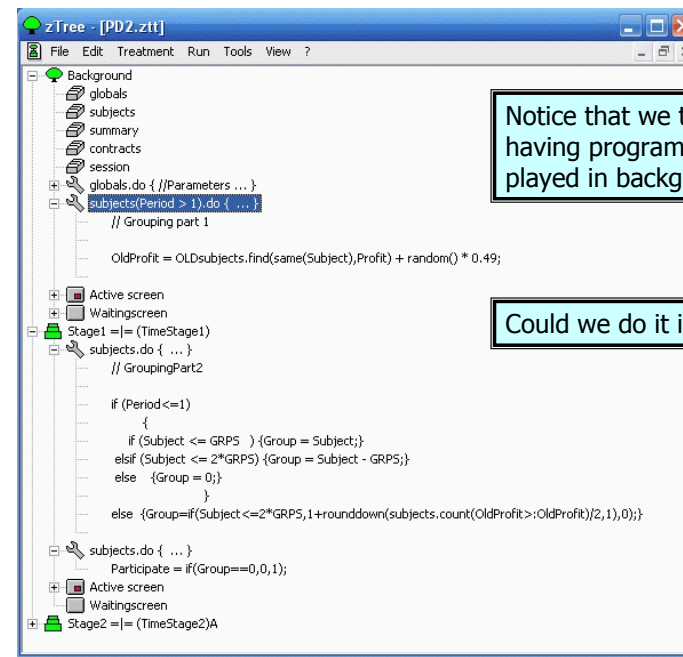 zTree - [PD2.ztt]
File Edit Treatment Run Tools View ?
Background
globals
subjects
summary
contracts
session
globals.do { //Parameters ... }
subjects(Period > 1).do { ... }
// Grouping part 1
OldProfit = OLDsubjects.find(same(Subject),Profit) + random() * 0.49;
Active screen
Waitingscreen
Stage1 =|= (TimeStage1)
subjects.do { ... }
// GroupingPart2
if (Period<=1)
{
if (Subject <= GRPS ) {Group = Subject;}
elsif (Subject <= 2*GRPS) {Group = Subject - GRPS;}
else {Group = 0;}
}
else {Group=if(Subject<=2*GRPS,1+rounddown(subjects.count(OldProfit>:OldProfit)/2,1),0);}
subjects.do { ... }
Participate = if(Group==0,0,1);
Active screen
Waitingscreen
Stage2 =|= (TimeStage2)A
Notice that we
having program
played in backg
Could we do it